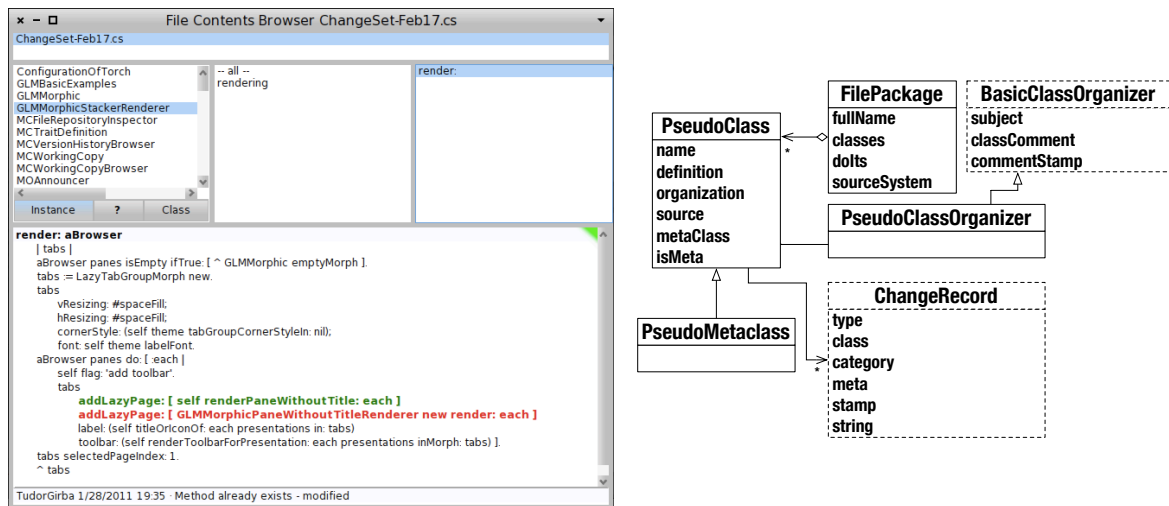 File Contents Browser ChangeSet-Feb17.cs
ChangeSet-Feb17.cs
ConfigurationOfTorch
GLMBasicExamples
GLMMorphic
GLMMorphicStackerRenderer
MCFileRepositoryInspector
MCTraitDefinition
MCVersionHistoryBrowser
MCWorkingCopy
MCWorkingCopyBrowser
MOAnnouncer
-- all --
rendering
render:
Instance ? Class
render: aBrowser
| tabs |
aBrowser panes isEmpty ifTrue: [ ^ GLMMorphic emptyMorph ].
tabs := LazyTabGroupMorph new.
tabs
vResizing: #spaceFill;
hResizing: #spaceFill;
cornerStyle: (self theme tabGroupCornerStyleIn: nil);
font: self theme labelFont.
aBrowser panes do: [ :each |
self flag: 'add toolbar'.
tabs
addLazyPage: [ self renderPaneWithoutTitle: each ]
addLazyPage: [ GLMMorphicPaneWithoutTitleRenderer new render: each ]
label: (self titleOrIconOf: each presentations in: tabs)
toolbar: (self renderToolbarForPresentation: each presentations inMorph: tabs) ].
tabs selectedPageIndex: 1.
^ tabs
TudorGirba 1/28/2011 19:35 · Method already exists - modified
PseudoClass
name
definition
organization
source
metaClass
isMeta
*
FilePackage
fullName
classes
doIts
sourceSystem
BasicClassOrganizer
subject
classComment
commentStamp
PseudoClassOrganizer
PseudoMetaclass
*
ChangeRecord
type
class
category
meta
stamp
string